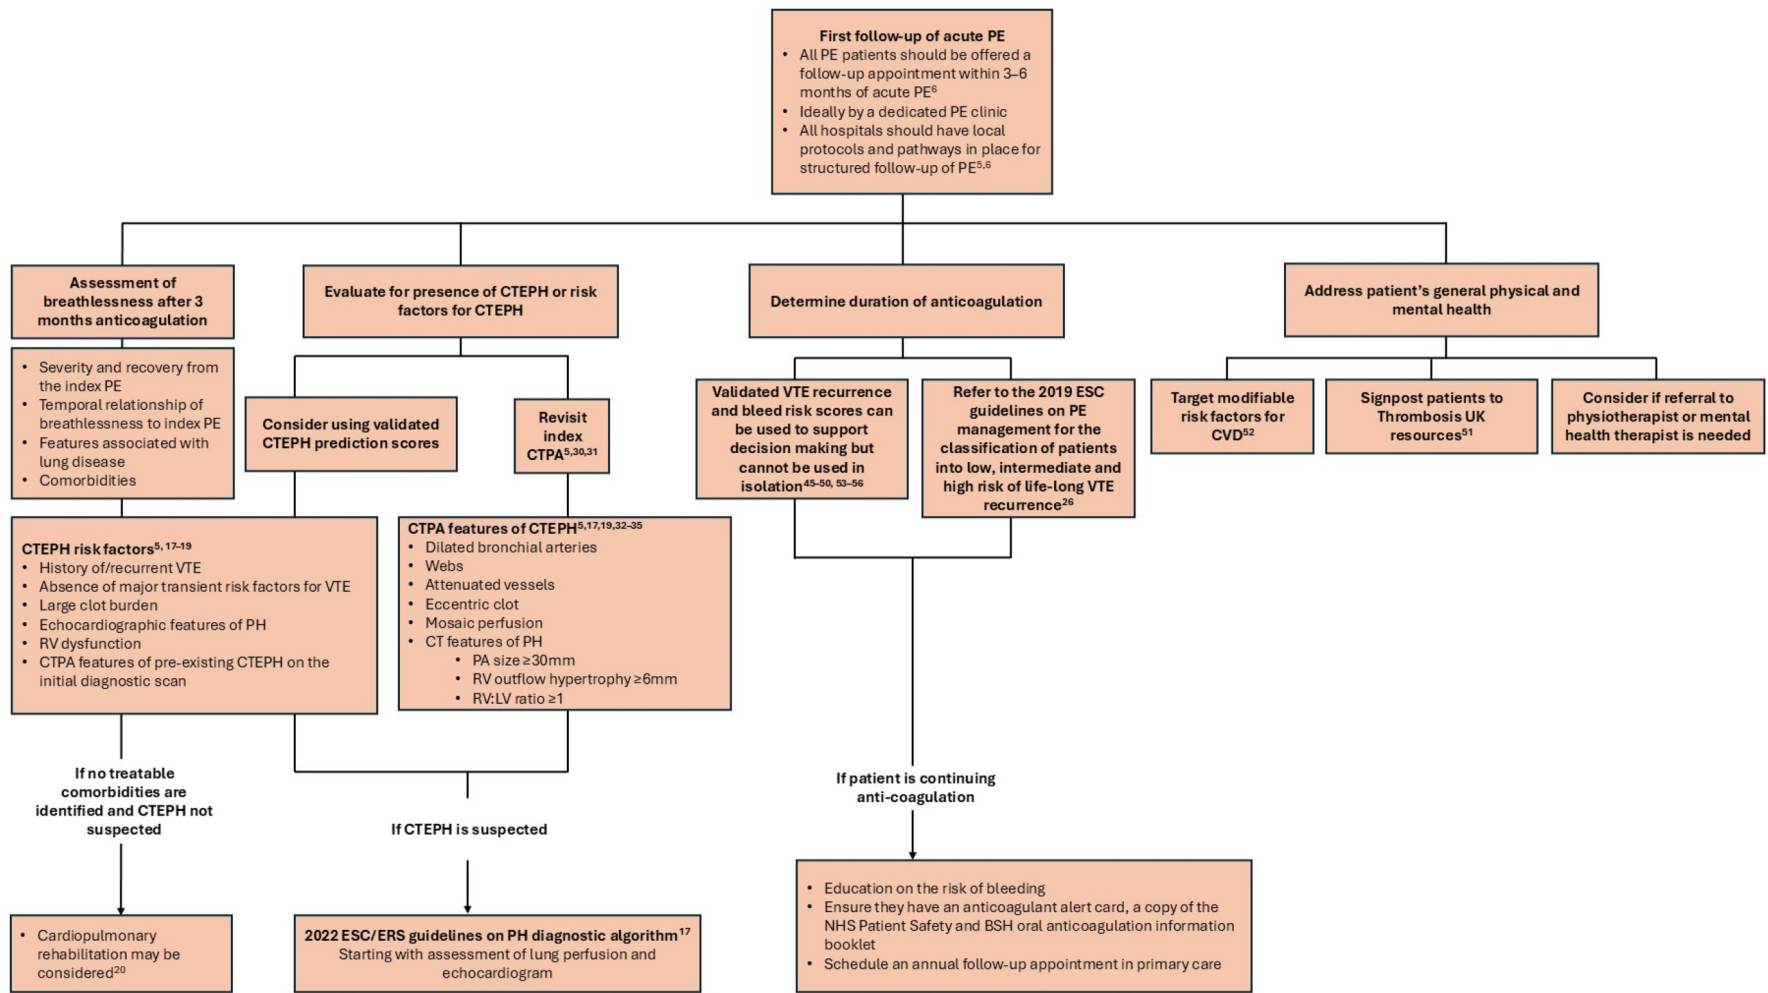 First follow-up of acute PE
• All PE patients should be offered a
follow-up appointment within 3–6
months of acute PE6
• Ideally by a dedicated PE clinic
• All hospitals should have local
protocols and pathways in place for
structured follow-up of PE5,6
Assessment of
breathlessness after 3
months anticoagulation
• Severity and recovery from
the index PE
• Temporal relationship of
breathlessness to index PE
• Features associated with
lung disease
• Comorbidities
Evaluate for presence of CTEPH or risk
factors for CTEPH
Consider using validated
CTEPH prediction scores
Revisit
index
CTPA5,30,31
CTEPH risk factors5, 17–19
• History of/recurrent VTE
• Absence of major transient risk factors for VTE
• Large clot burden
• Echocardiographic features of PH
• RV dysfunction
• CTPA features of pre-existing CTEPH on the
initial diagnostic scan
CTPA features of CTEPH5,17,19,32–35
• Dilated bronchial arteries
• Webs
• Attenuated vessels
• Eccentric clot
• Mosaic perfusion
• CT features of PH
• PA size ≥30mm
• RV outflow hypertrophy ≥6mm
• RV:LV ratio ≥1
If no treatable
comorbidities are
identified and CTEPH not
suspected
• Cardiopulmonary
rehabilitation may be
considered20
If CTEPH is suspected
2022 ESC/ERS guidelines on PH diagnostic algorithm17
Starting with assessment of lung perfusion and
echocardiogram
Determine duration of anticoagulation
Validated VTE recurrence
and bleed risk scores can
be used to support
decision making but
cannot be used in
isolation45–50, 53–56
Refer to the 2019 ESC
guidelines on PE
management for the
classification of patients
into low, intermediate and
high risk of life-long VTE
recurrence26
If patient is continuing
anti-coagulation
• Education on the risk of bleeding
• Ensure they have an anticoagulant alert card, a copy of the
NHS Patient Safety and BSH oral anticoagulation information
booklet
• Schedule an annual follow-up appointment in primary care
Address patient’s general physical and
mental health
Target modifiable
risk factors for
CVD52
Signpost patients to
Thrombosis UK
resources51
Consider if referral to
physiotherapist or mental
health therapist is needed